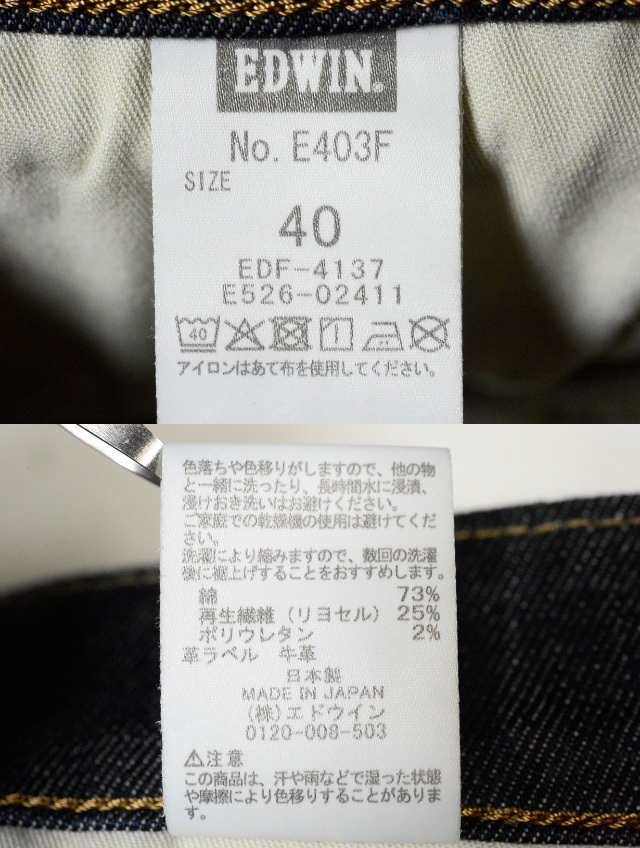 EDWIN®
No. E403F
SIZE
40
EDF-4137
E526-02411
40
アイロンはあて布を使用してください。
色落ちや色移りがしますので、他の物
と一緒に洗ったり、長時間水に浸漬、
浸けおき洗いはお避けください。
ご家庭での乾燥機の使用は避けてくだ
さい。
洗濯により縮みますので、数回の洗濯
後に裾上げすることをおすすめします。
綿 73%
再生繊維（リヨセル） 25%
ポリウレタン 2%
革ラベル 牛革
日本製
MADE IN JAPAN
(株)エドウイン
0120-008-503
⚠注意
この商品は、汗や雨などで湿った状態
や摩擦により色移りすることがありま
す。